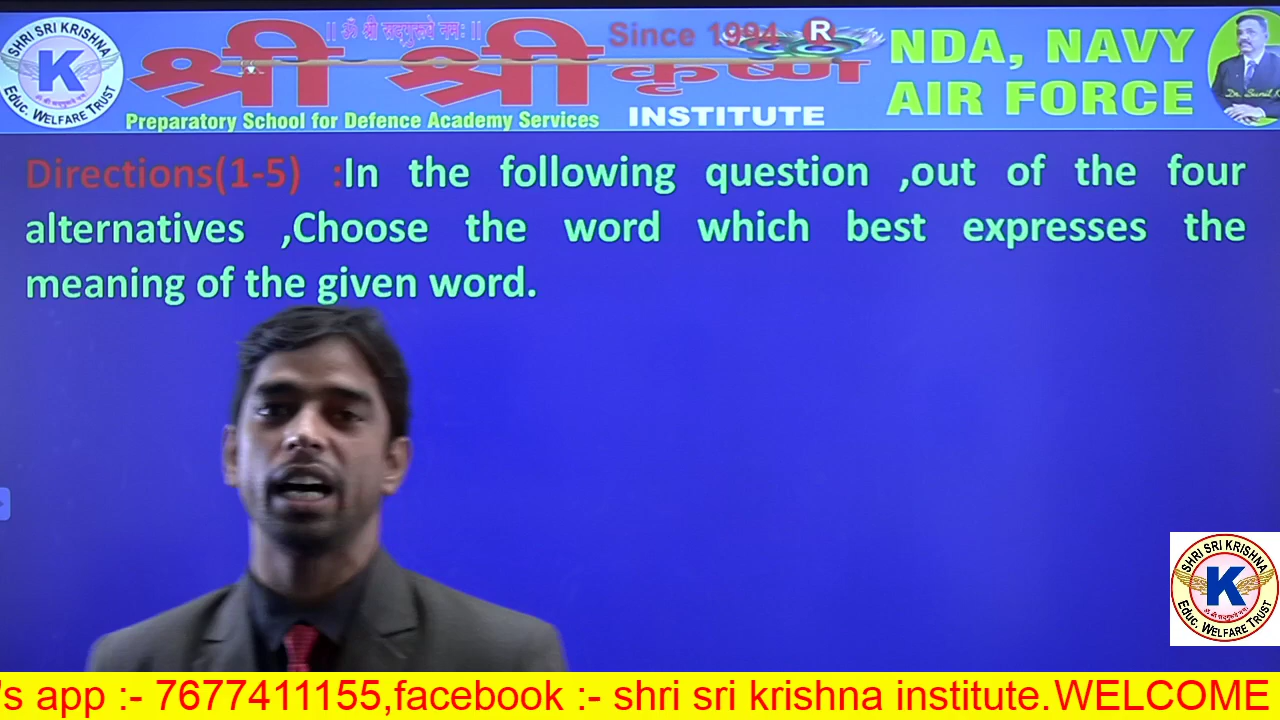 || ॐ श्री सद्गुरूवे नमः ||
SHRI SRI KRISHNA
K
Educ. WELFARE TRUST
श्री श्री कृष्ण
Since 1994
R
INSTITUTE
Preparatory School for Defence Academy Services
NDA, NAVY
AIR FORCE
Directions(1-5) :In the following question ,out of the four
alternatives ,Choose the word which best expresses the
meaning of the given word.
SHRI SRI KRISHNA
K
Educ. WELFARE TRUST
's app :- 7677411155,facebook :- shri sri krishna institute.WELCOME